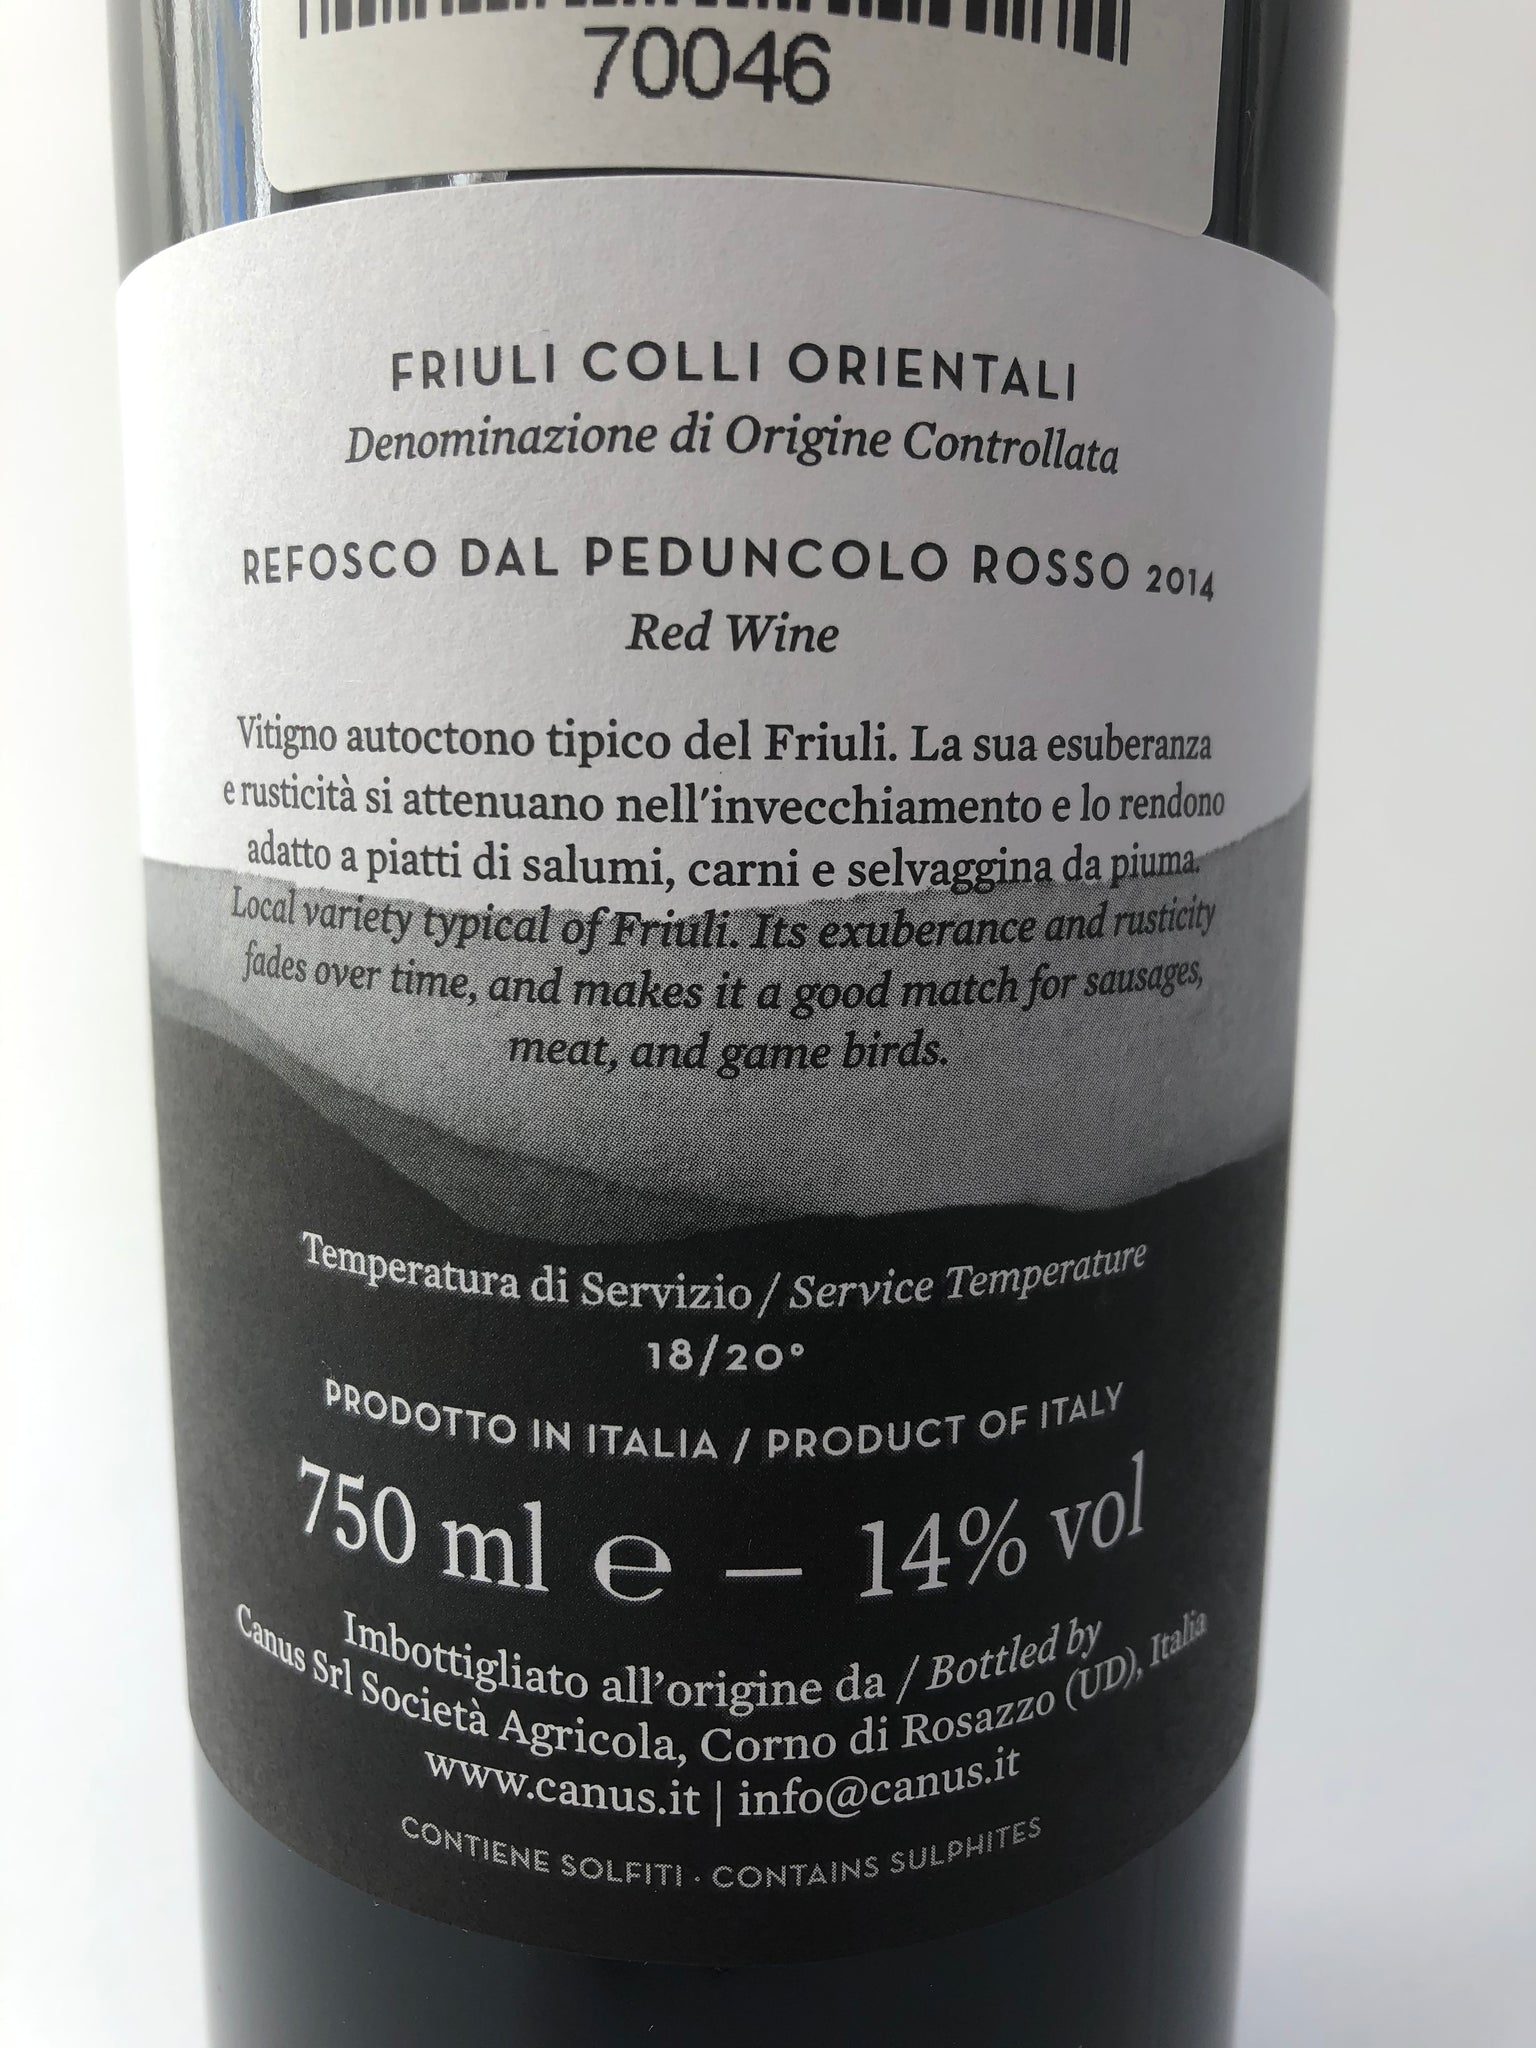 70046
FRIULI COLLI ORIENTALI
Denominazione di Origine Controllata
REFOSCO DAL PEDUNCOLO ROSSO 2014
Red Wine
Vitigno autoctono tipico del Friuli. La sua esuberanza
e rusticità si attenuano nell'invecchiamento e lo rendono
adatto a piatti di salumi, carni e selvaggina da piuma.
Local variety typical of Friuli. Its exuberance and rusticity
fades over time, and makes it a good match for sausages,
meat, and game birds.
Temperatura di Servizio / Service Temperature
18/20°
PRODOTTO IN ITALIA / PRODUCT OF ITALY
750 ml ℮ – 14% vol
Imbottigliato all’origine da / Bottled by
Canus Srl Società Agricola, Corno di Rosazzo (UD), Italia
www.canus.it | info@canus.it
CONTIENE SOLFITI · CONTAINS SULPHITES